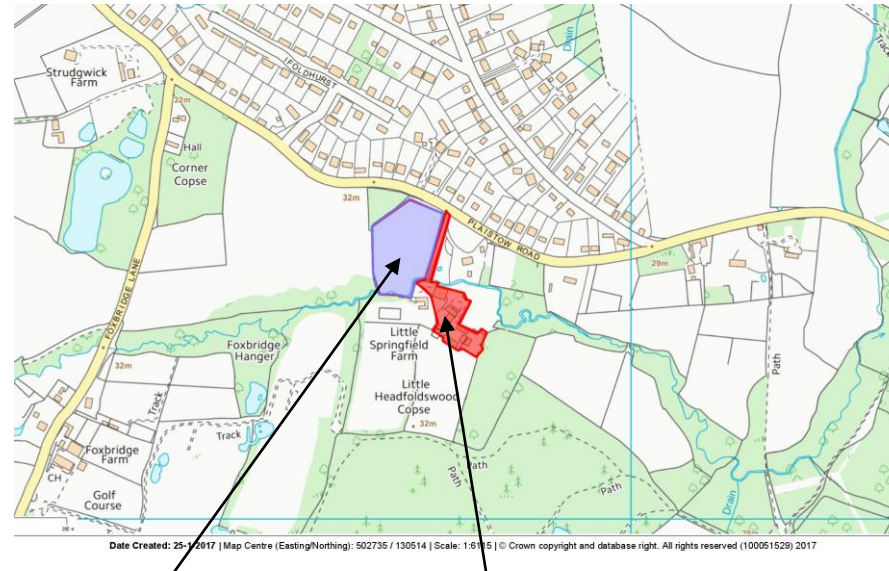 Strudgwick
Farm
IFOLDHURST
Drain
Track
32m
Hall
Corner
Copse
32m
PLAISTOW ROAD
29m
FOXBRIDGE LANE
Foxbridge
Hanger
Little
Springfield
Farm
Little
Headfoldswood
Copse
32m
32m
Path
Track
Track
Foxbridge
Farm
CH
Golf
Course
Path
Path
Path
Drain
29m
Date Created: 25-1-2017 | Map Centre (Easting/Northing): 502735 / 130514 | Scale: 1:6115 | © Crown copyright and database right. All rights reserved (100051529) 2017